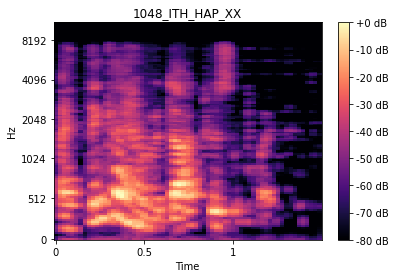 1048_ITH_HAP_XX
+0 dB
8192
-10 dB
4096
-20 dB
-30 dB
2048
Hz
-40 dB
1024
-50 dB
512
-60 dB
-70 dB
0
-80 dB
0
0.5
1
Time